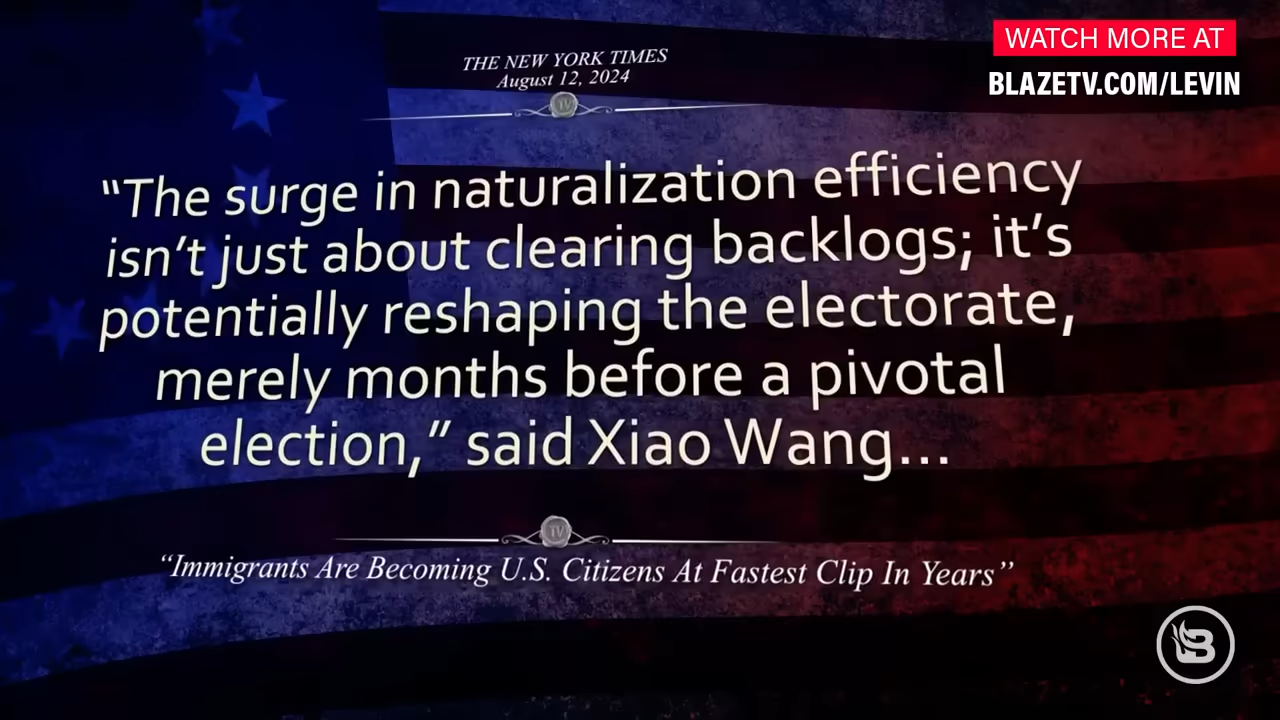 WATCH MORE AT
BLAZETV.COM/LEVIN
THE NEW YORK TIMES
August 12, 2024
“The surge in naturalization efficiency
isn’t just about clearing backlogs; it’s
potentially reshaping the electorate,
merely months before a pivotal
election,” said Xiao Wang...
“Immigrants Are Becoming U.S. Citizens At Fastest Clip In Years”